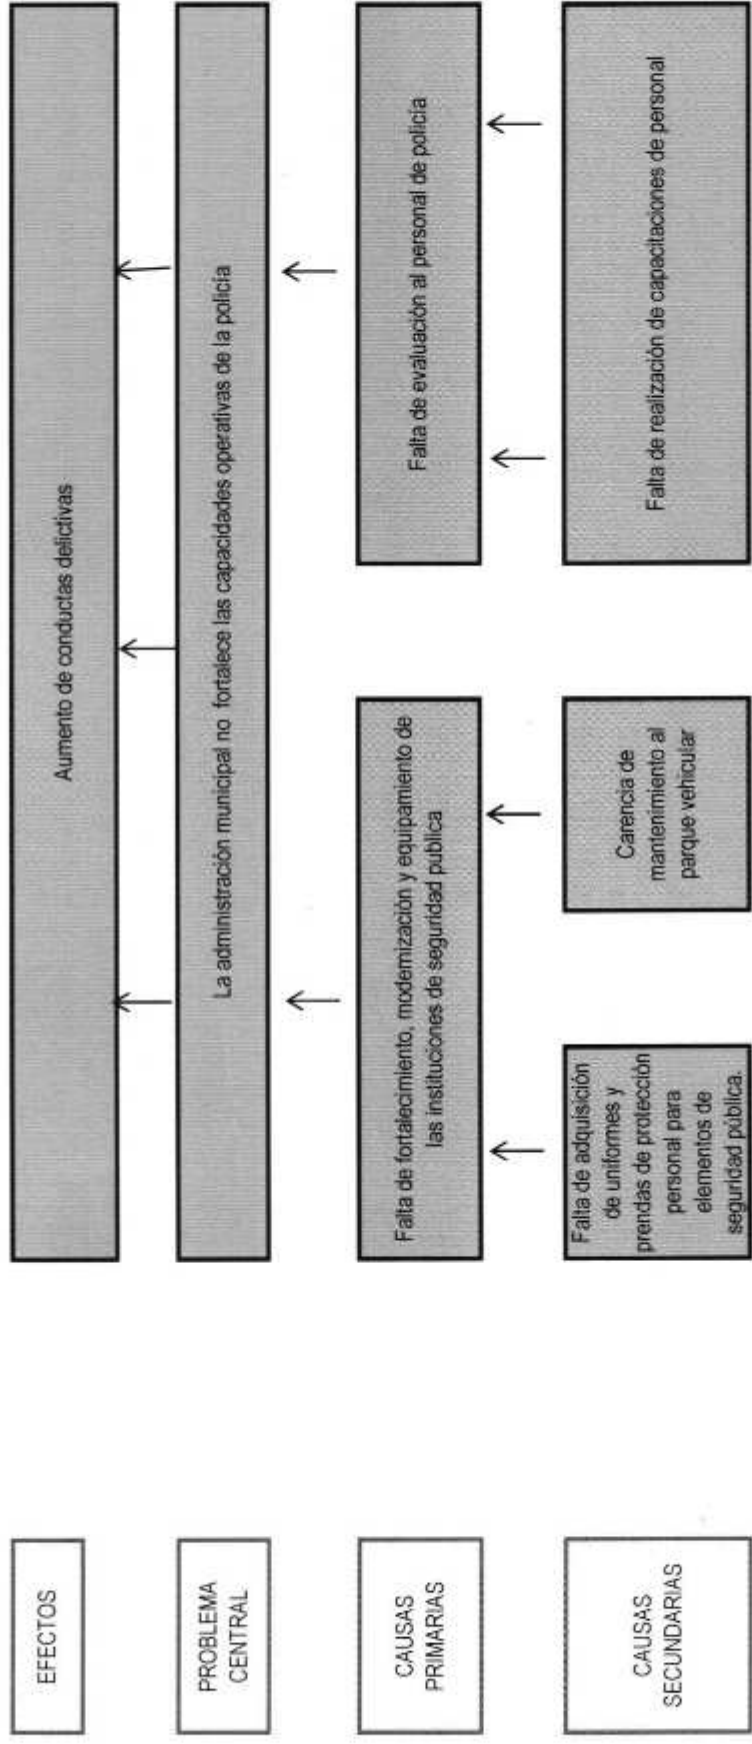 EFECTOS
Aumento de conductas delictivas
PROBLEMA
CENTRAL
La administración municipal no fortalece las capacidades operativas de la policía
CAUSAS
PRIMARIAS
Falta de fortalecimiento, modernización y equipamiento de
las instituciones de seguridad publica
Falta de evaluación al personal de policía
CAUSAS
SECUNDARIAS
Falta de adquisición
de uniformes y
prendas de protección
personal para
elementos de
seguridad pública.
Carencia de
mantenimiento al
parque vehicular
Falta de realización de capacitaciones de personal